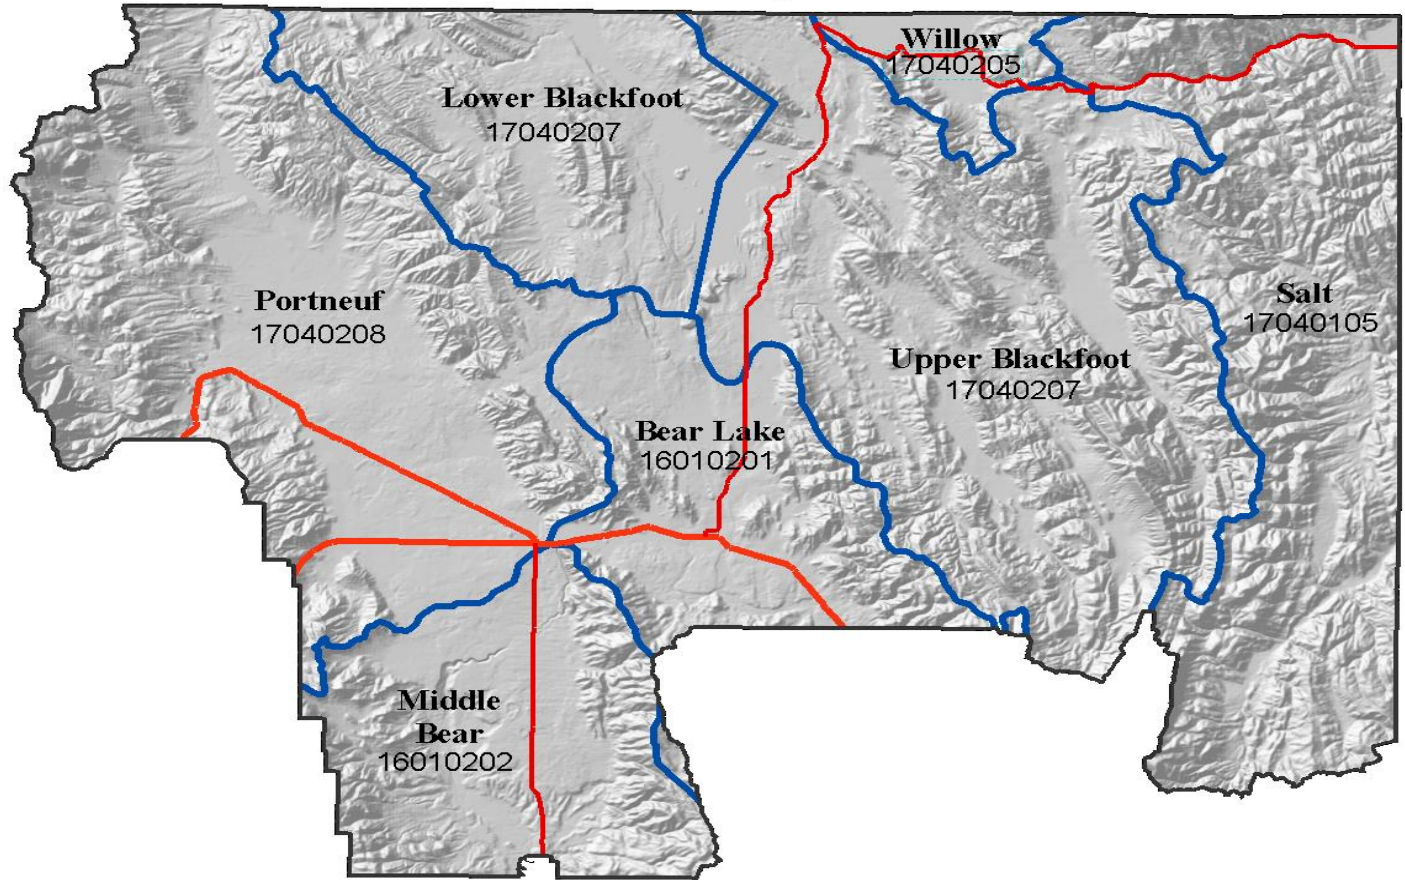 Willow
17040205
Lower Blackfoot
17040207
Portneuf
17040208
Salt
17040105
Upper Blackfoot
17040207
Bear Lake
16010201
Middle
Bear
16010202